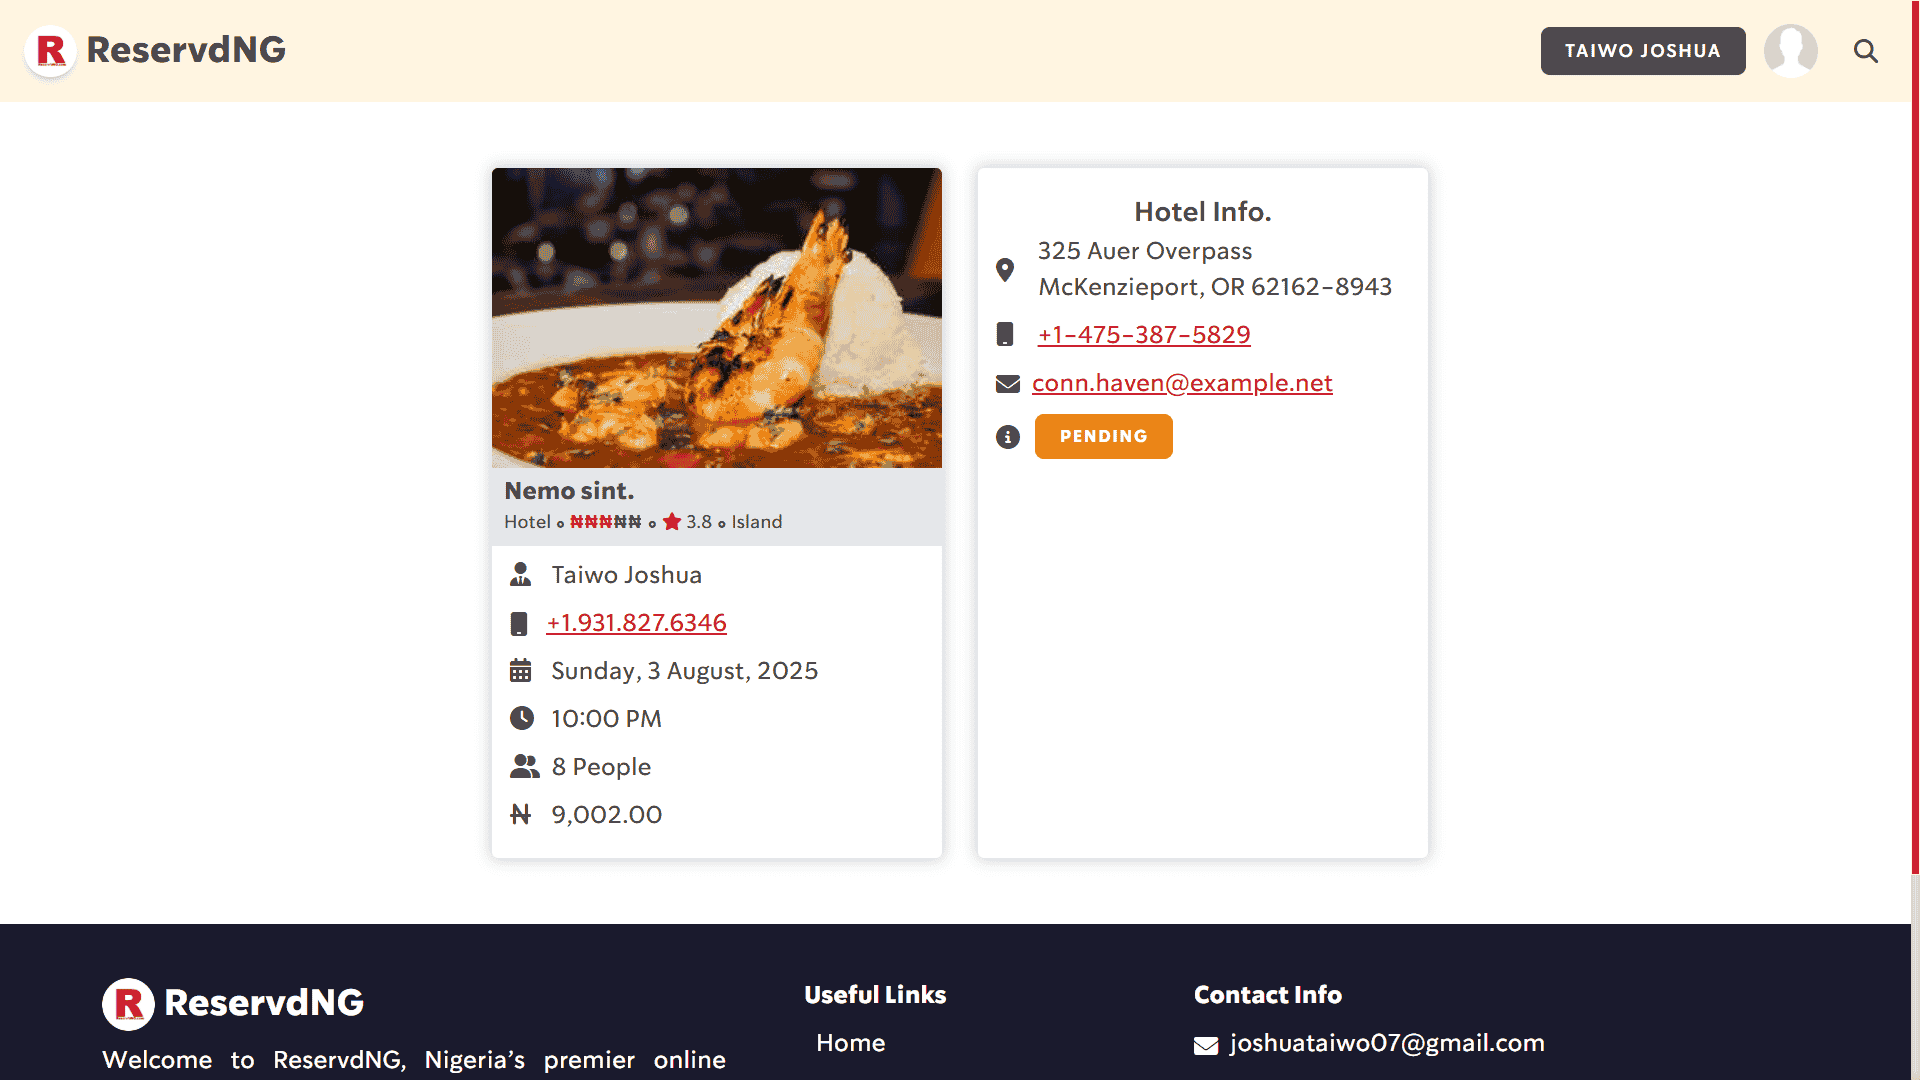 ReservdNG
TAIWO JOSHUA
Nemo sint.
Hotel ₦₦₦₦₦ 3.8 Island
Taiwo Joshua
+1.931.827.6346
Sunday, 3 August, 2025
10:00 PM
8 People
₦ 9,002.00
Hotel Info.
325 Auer Overpass
McKenzieport, OR 62162-8943
+1-475-387-5829
conn.haven@example.net
PENDING
ReservdNG
Welcome to ReservdNG, Nigeria's premier online
Useful Links
Home
Contact Info
joshuataiwo07@gmail.com